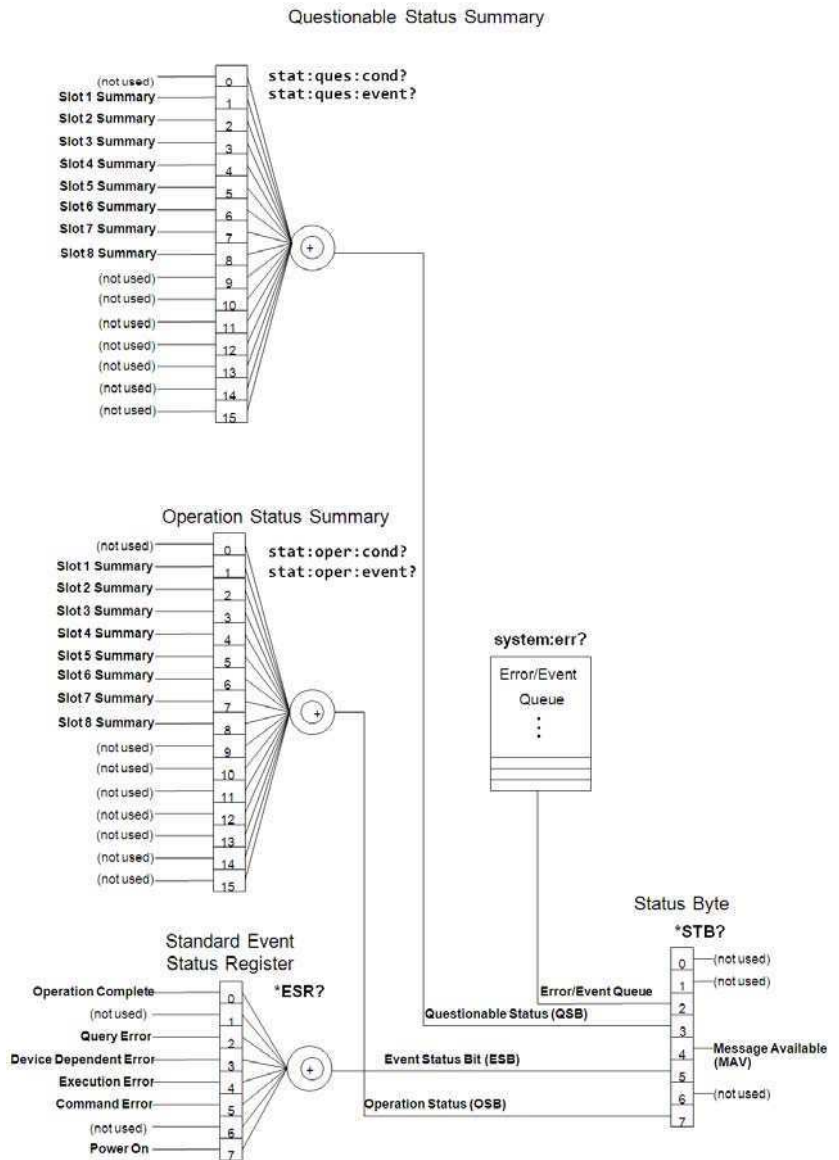 Questionable Status Summary
stat:ques:cond?
stat:ques:event?
(not used) 0
Slot 1 Summary 1
Slot 2 Summary 2
Slot 3 Summary 3
Slot 4 Summary 4
Slot 5 Summary 5
Slot 6 Summary 6
Slot 7 Summary 7
Slot 8 Summary 8
(not used) 9
(not used) 10
(not used) 11
(not used) 12
(not used) 13
(not used) 14
(not used) 15
+
Operation Status Summary
stat:oper:cond?
stat:oper:event?
(not used) 0
Slot 1 Summary 1
Slot 2 Summary 2
Slot 3 Summary 3
Slot 4 Summary 4
Slot 5 Summary 5
Slot 6 Summary 6
Slot 7 Summary 7
Slot 8 Summary 8
(not used) 9
(not used) 10
(not used) 11
(not used) 12
(not used) 13
(not used) 14
(not used) 15
+
system:err?
Error/Event
Queue
Standard Event
Status Register
*ESR?
Operation Complete 0
(not used) 1
Query Error 2
Device Dependent Error 3
Execution Error 4
Command Error 5
(not used) 6
Power On 7
+
Error/Event Queue
Questionable Status (QSB)
Event Status Bit (ESB)
Operation Status (OSB)
Status Byte
*STB?
0 (not used)
1 (not used)
2
3
4 Message Available
(MAV)
5
6 (not used)
7